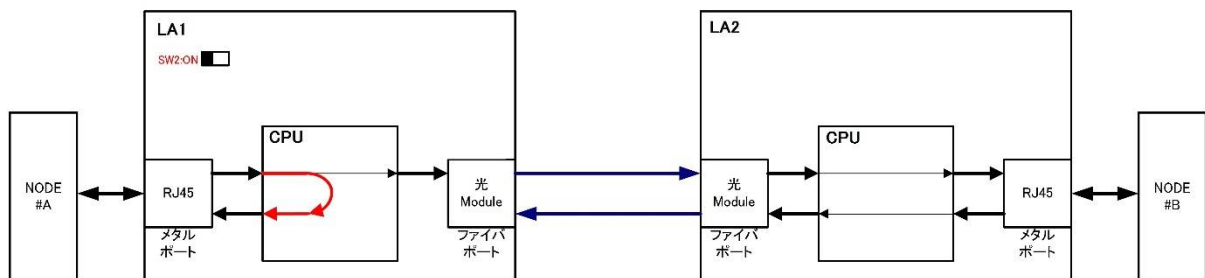 LA1
SW2:ON
CPU
NODE
#A
RJ45
メタル
ポート
光
Module
ファイバ
ポート
LA2
CPU
光
Module
ファイバ
ポート
RJ45
メタル
ポート
NODE
#B